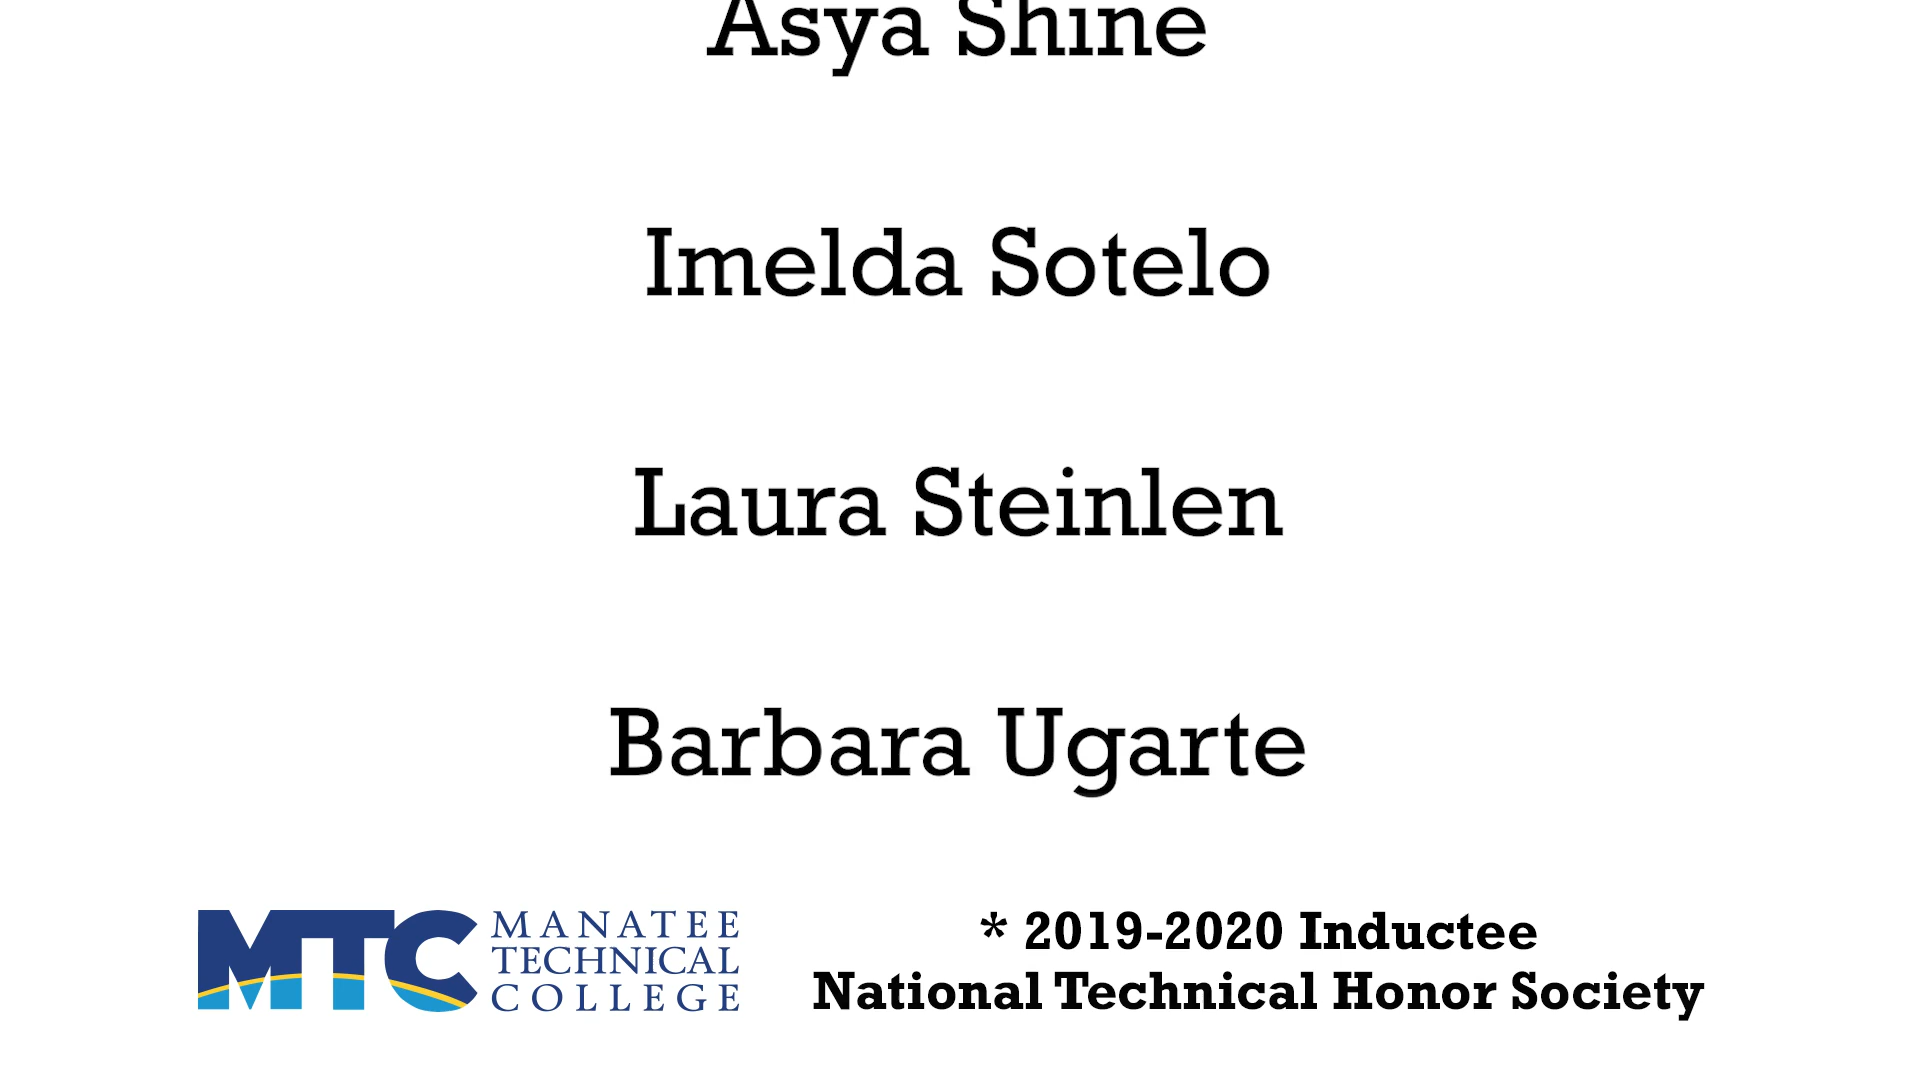 Asya Shine
Imelda Sotelo
Laura Steinlen
Barbara Ugarte
MTC
MANATEE
TECHNICAL
COLLEGE
* 2019-2020 Inductee
National Technical Honor Society